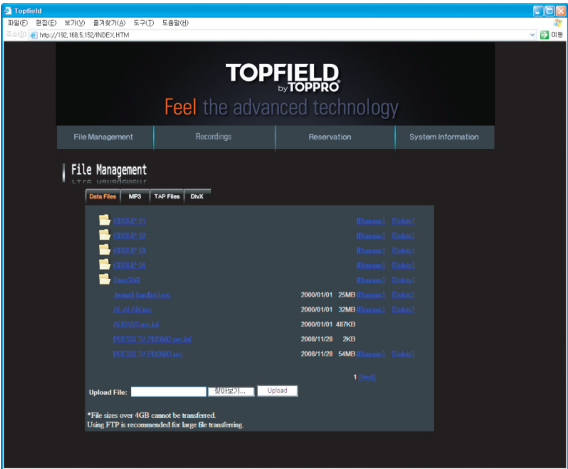 Topfield
파일(F) 편집(E) 보기(V) 즐겨찾기(A) 도구(T) 도움말(H)
주소(D) http://192.168.5.152/INDEX.HTM 이동
TOPFIELD
by TOPPRO
Feel the advanced technology
File Management Recordings Reservation System Information
File Management
Data Files MP3 TAP Files DivX
[Rename] [Delete]
[Rename] [Delete]
[Rename] [Delete]
[Rename] [Delete]
[Rename] [Delete]
2000/01/01 25MB [Rename] [Delete]
2000/01/01 32MB [Rename] [Delete]
2000/01/01 487KB
2008/11/28 2KB
2008/11/28 54MB [Rename] [Delete]
1 [Next]
Upload File: 찾아보기... Upload
*File sizes over 4GB cannot be transferred.
Using FTP is recommended for large file transferring.